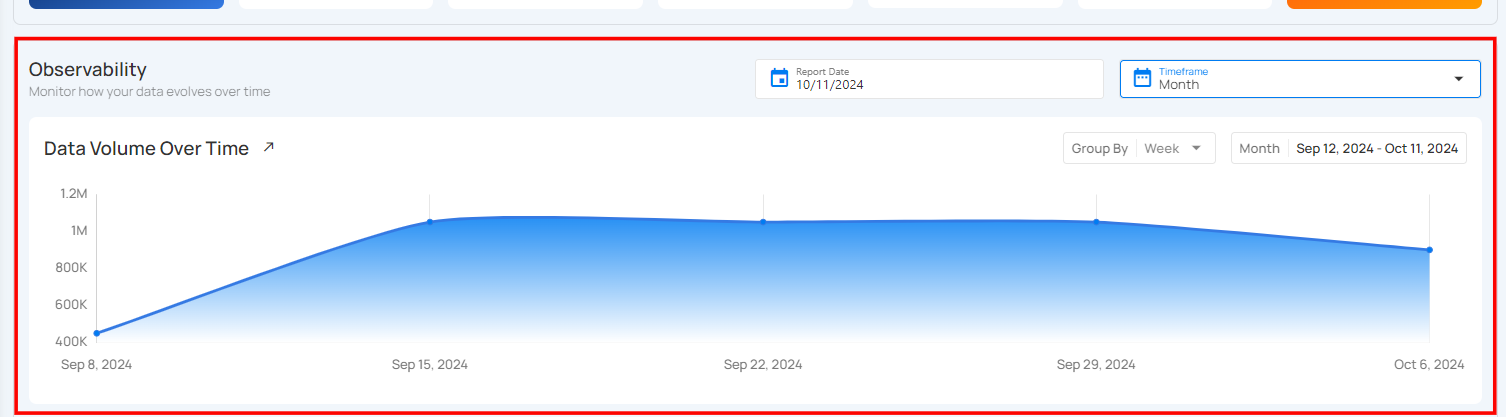 Observability
Monitor how your data evolves over time
Report Date
10/11/2024
Timeframe
Month
Data Volume Over Time
Group By Week
Month Sep 12, 2024 - Oct 11, 2024
1.2M
1M
800K
600K
400K
Sep 8, 2024 Sep 15, 2024 Sep 22, 2024 Sep 29, 2024 Oct 6, 2024